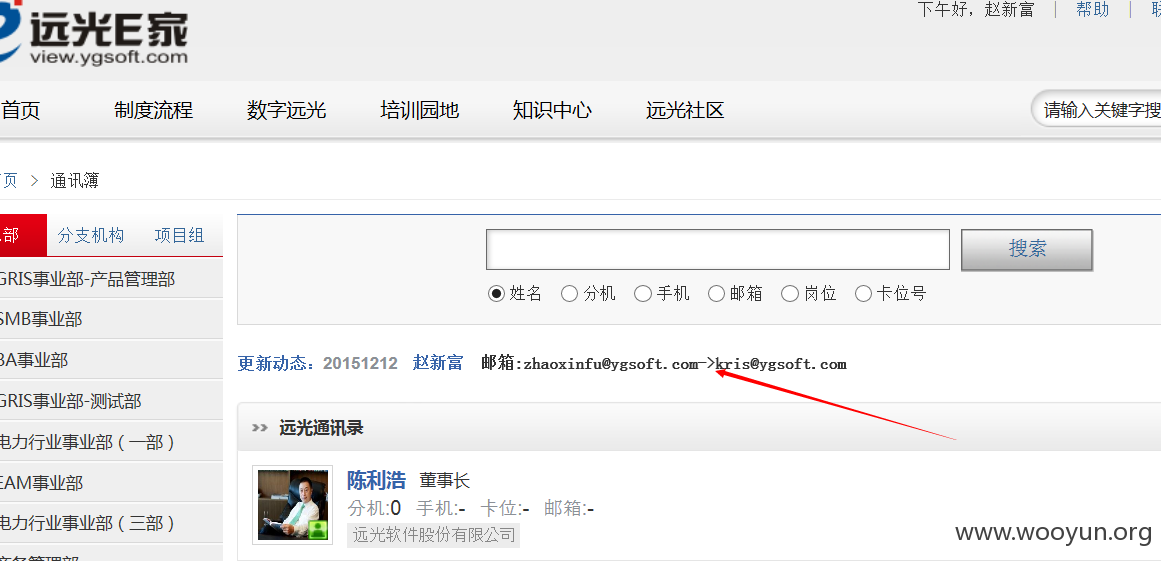 下午好，赵新富 | 帮助 |
远光E家
view.ygsoft.com
首页 制度流程 数字远光 培训园地 知识中心 远光社区 请输入关键字搜
页 > 通讯簿
部 分支机构 项目组
搜索
姓名 分机 手机 邮箱 岗位 卡位号
GRIS事业部-产品管理部
SMB事业部
BA事业部
GRIS事业部-测试部
电力行业事业部（一部）
EAM事业部
电力行业事业部（三部）
更新动态：20151212 赵新富 邮箱:zhaoxinfu@ygsoft.com->kris@ygsoft.com
远光通讯录
陈利浩 董事长
分机:0 手机:- 卡位:- 邮箱:-
远光软件股份有限公司
www.wooyun.org